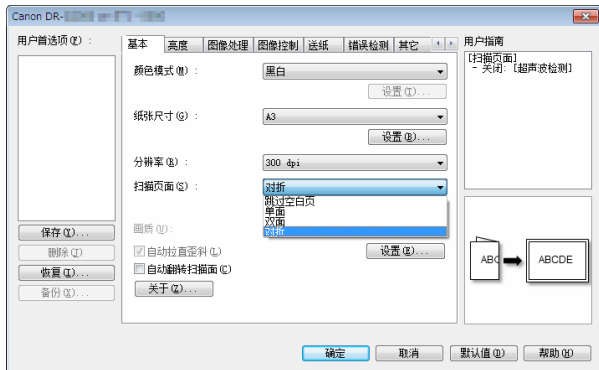 Canon DR-
用户首选项(P) :
保存(V)...
删除(T)
恢复(I)...
备份(X)...
基本
亮度
图像处理
图像控制
送纸
错误检测
其它
颜色模式(M) :
黑白
设置(T)...
纸张尺寸(G) :
A3
设置(B)...
分辨率(R) :
300 dpi
扫描页面(S) :
对折
跳过空白页
单面
双面
对折
画质(U):
自动拉直歪斜(L)
设置(E)...
自动翻转扫描面(C)
关于(Z)...
用户指南
[扫描页面]
- 关闭: [超声波检测]
ABC
ABCDE
确定
取消
默认值(D)
帮助(H)